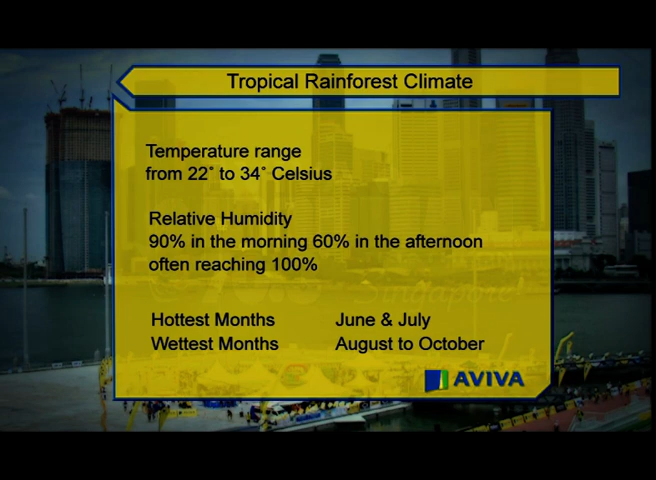 Tropical Rainforest Climate
Temperature range
from 22˚ to 34˚ Celsius
Relative Humidity
90% in the morning 60% in the afternoon
often reaching 100%
Singapore
Hottest Months June & July
Wettest Months August to October
AVIVA